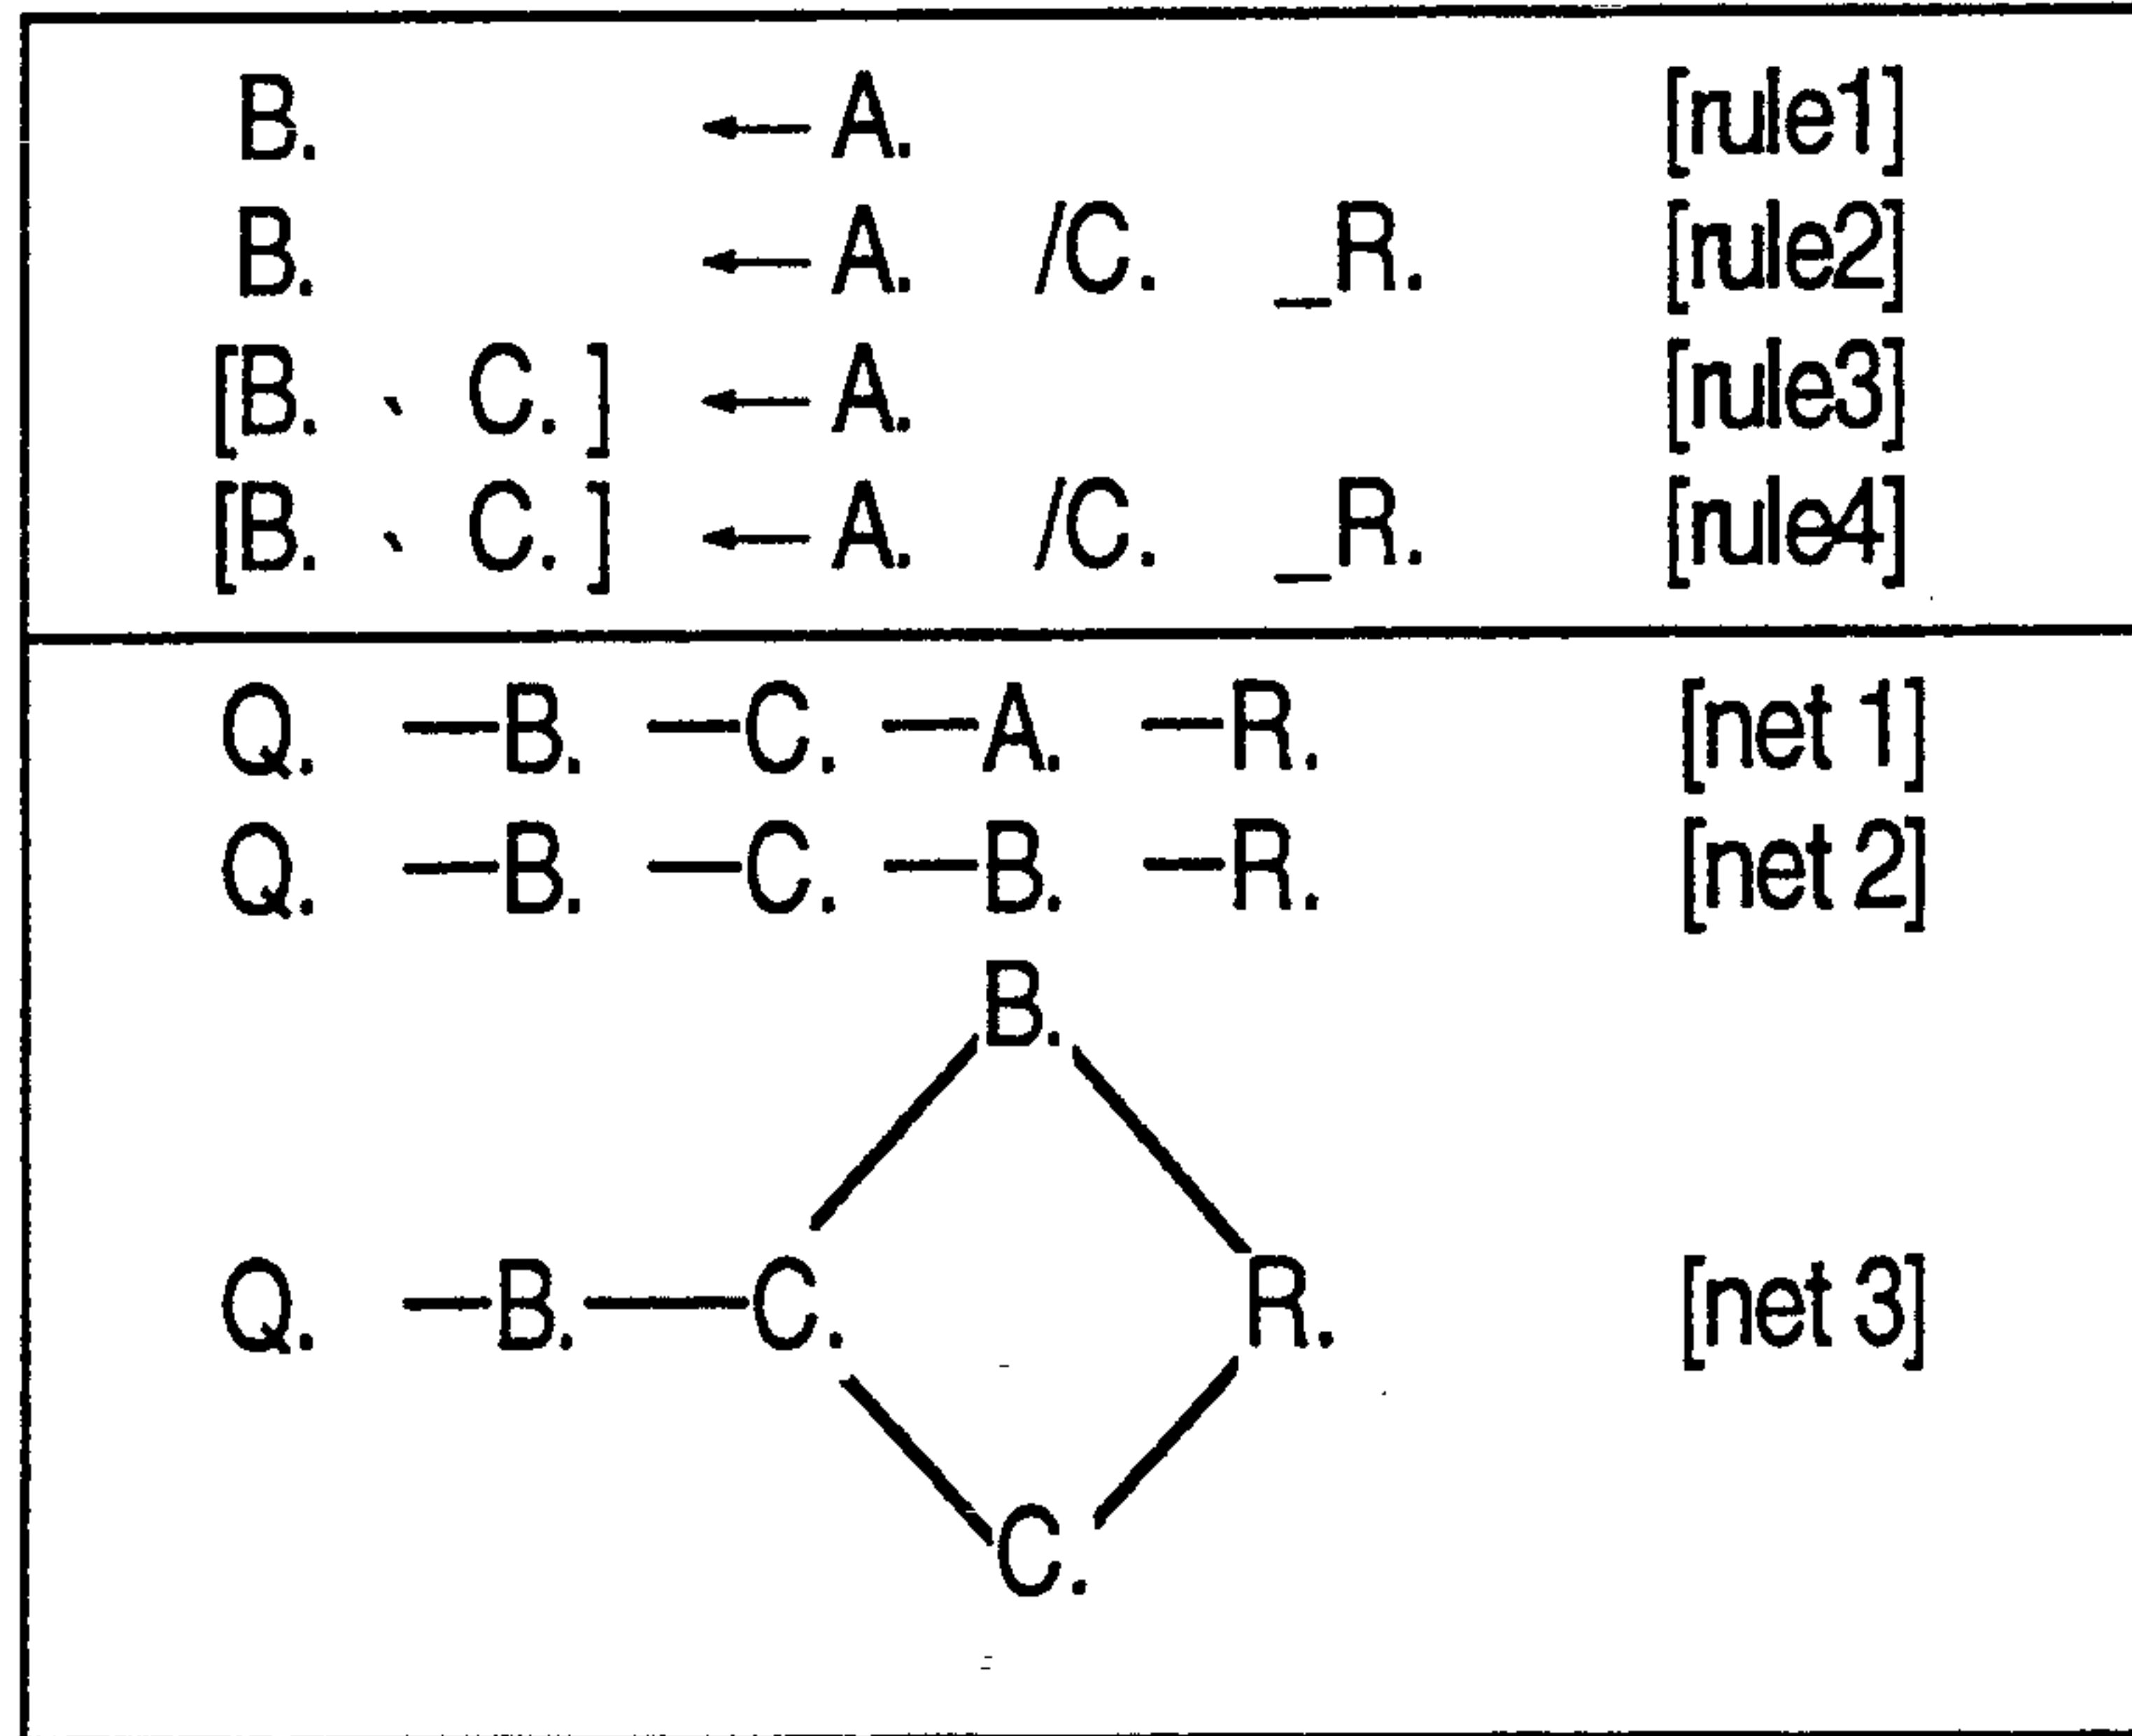 B. ←A. [rule1]
B. ←A. /C. _R. [rule2]
[B. 、 C. ] ←A. [rule3]
[B. 、 C. ] ←A. /C. _R. [rule4]
Q. —B. —C. —A. —R. [net 1]
Q. —B. —C. —B. —R. [net 2]
B.
Q. —B. —C. R. [net 3]
C.